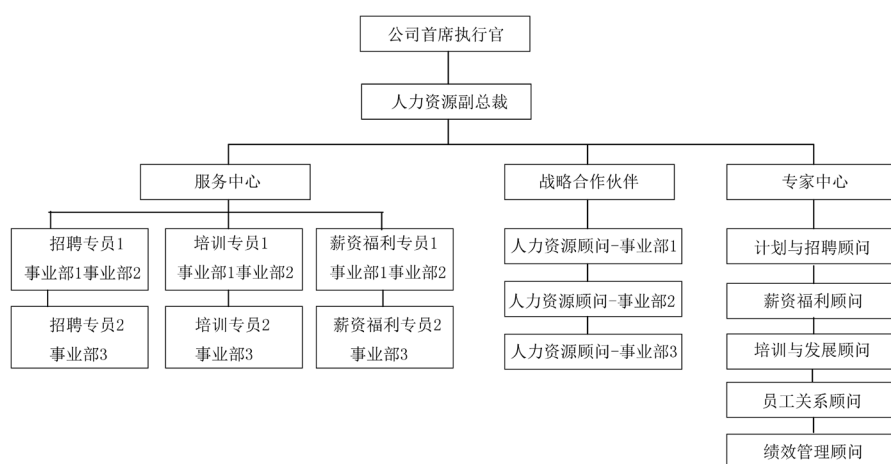 公司首席执行官
人力资源副总裁
服务中心
战略合作伙伴
专家中心
招聘专员1
事业部1事业部2
培训专员1
事业部1事业部2
薪资福利专员1
事业部1事业部2
招聘专员2
事业部3
培训专员2
事业部3
薪资福利专员2
事业部3
人力资源顾问-事业部1
人力资源顾问-事业部2
人力资源顾问-事业部3
计划与招聘顾问
薪资福利顾问
培训与发展顾问
员工关系顾问
绩效管理顾问